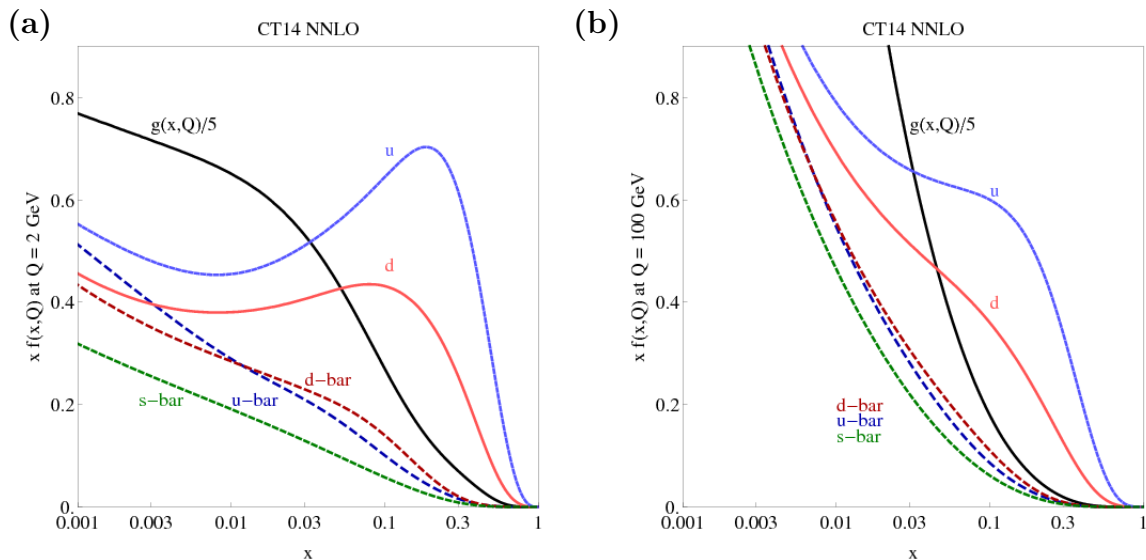 (a)
CT14 NNLO
x f(x,Q) at Q = 2 GeV
0.8
0.6
0.4
0.2
0.
g(x,Q)/5
u
d
d-bar
s-bar
u-bar
0.001
0.003
0.01
0.03
0.1
0.3
1
x
(b)
CT14 NNLO
x f(x,Q) at Q = 100 GeV
0.8
0.6
0.4
0.2
0.
g(x,Q)/5
u
d
d-bar
u-bar
s-bar
0.001
0.003
0.01
0.03
0.1
0.3
1
x